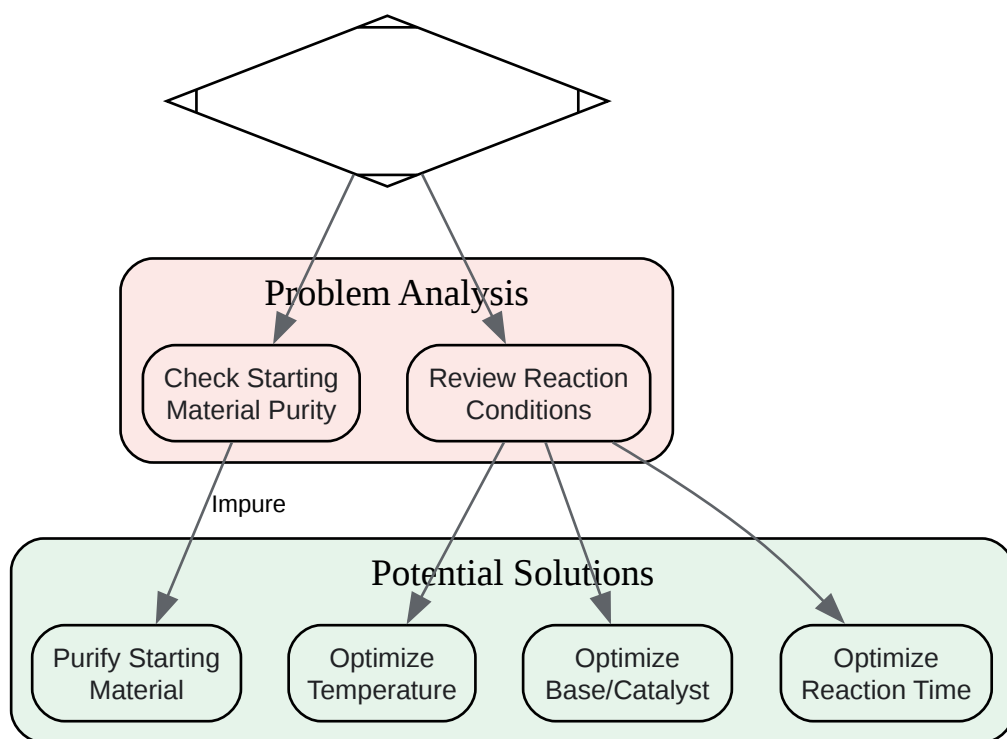 Problem Analysis
Check Starting
Material Purity
Review Reaction
Conditions
Impure
Potential Solutions
Purify Starting
Material
Optimize
Temperature
Optimize
Base/Catalyst
Optimize
Reaction Time